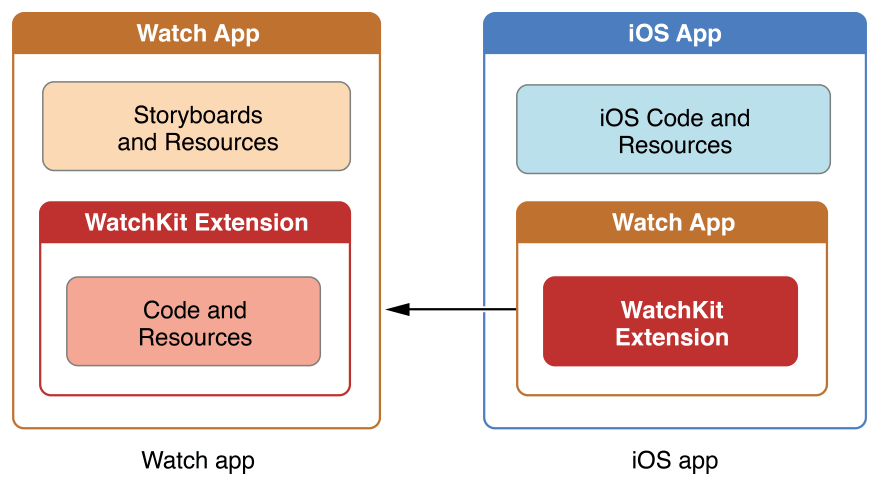 Watch App
Storyboards
and Resources
WatchKit Extension
Code and
Resources
Watch app
iOS App
iOS Code and
Resources
Watch App
WatchKit
Extension
iOS app